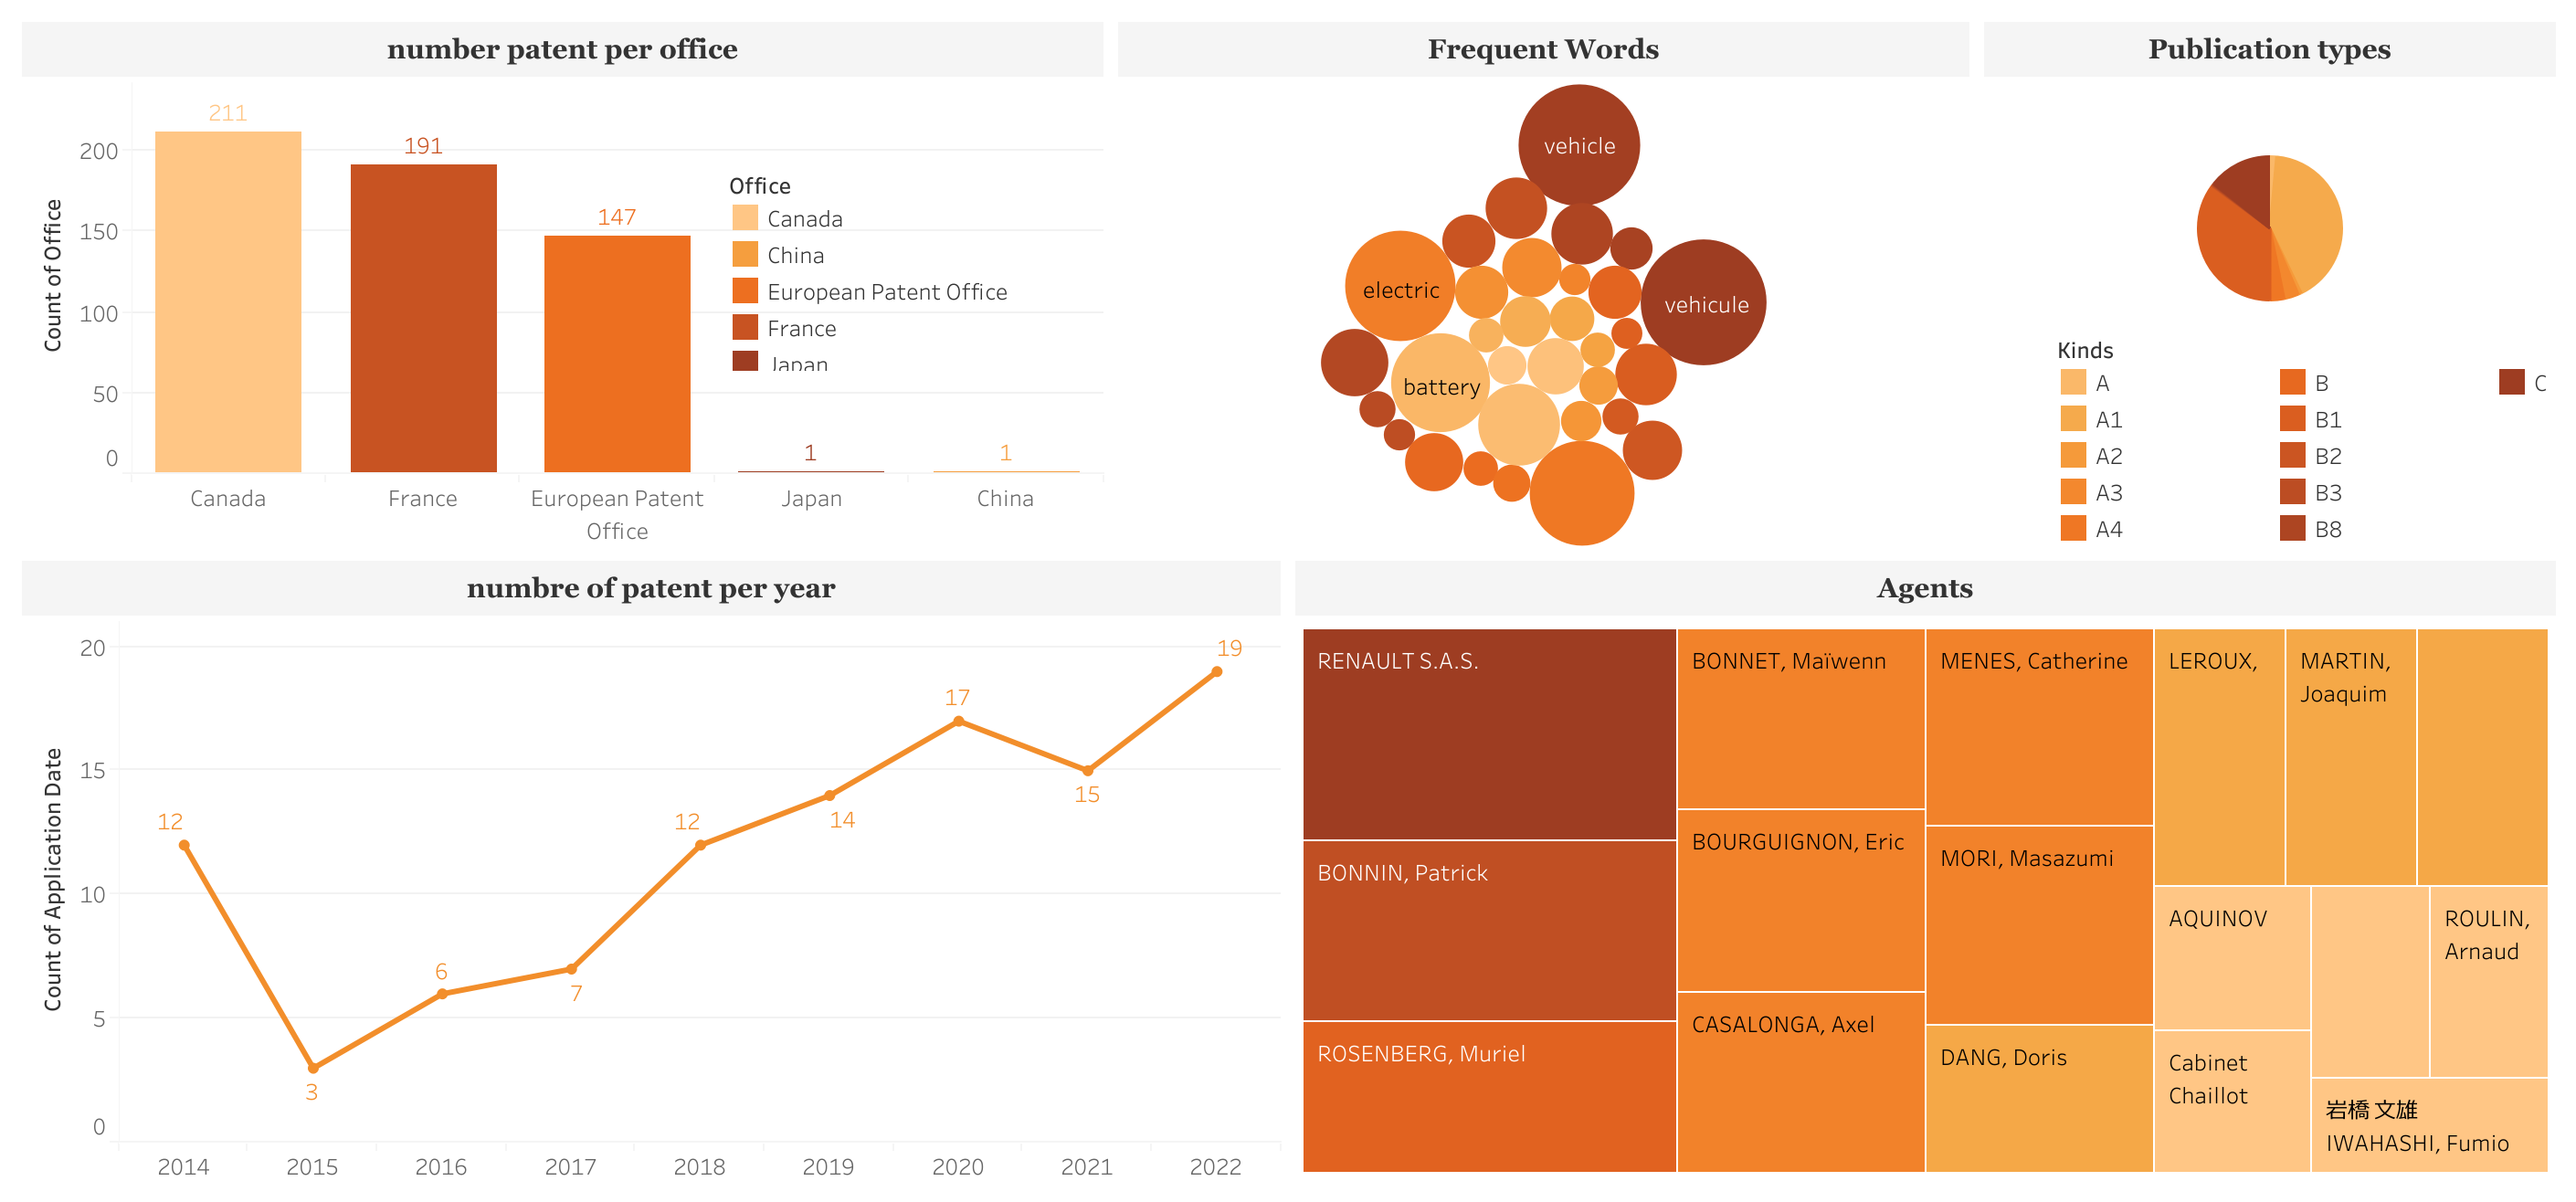 number patent per office
211
191
147
1
1
200
150
100
50
0
Count of Office
Canada
France
European Patent
Office
Japan
China
Office
Canada
China
European Patent Office
France
Japan
Frequent Words
vehicle
electric
vehicule
battery
Publication types
Kinds
A
A1
A2
A3
A4
B
B1
B2
B3
B8
C
numbre of patent per year
20
15
10
5
0
Count of Application Date
12
3
6
7
12
14
17
15
19
2014
2015
2016
2017
2018
2019
2020
2021
2022
Agents
RENAULT S.A.S.
BONNIN, Patrick
ROSENBERG, Muriel
BONNET, Maïwenn
BOURGUIGNON, Eric
CASALONGA, Axel
MENES, Catherine
MORI, Masazumi
DANG, Doris
LEROUX,
MARTIN,
Joaquim
AQUINOV
Cabinet
Chaillot
ROULIN,
Arnaud
岩橋 文雄
IWAHASHI, Fumio